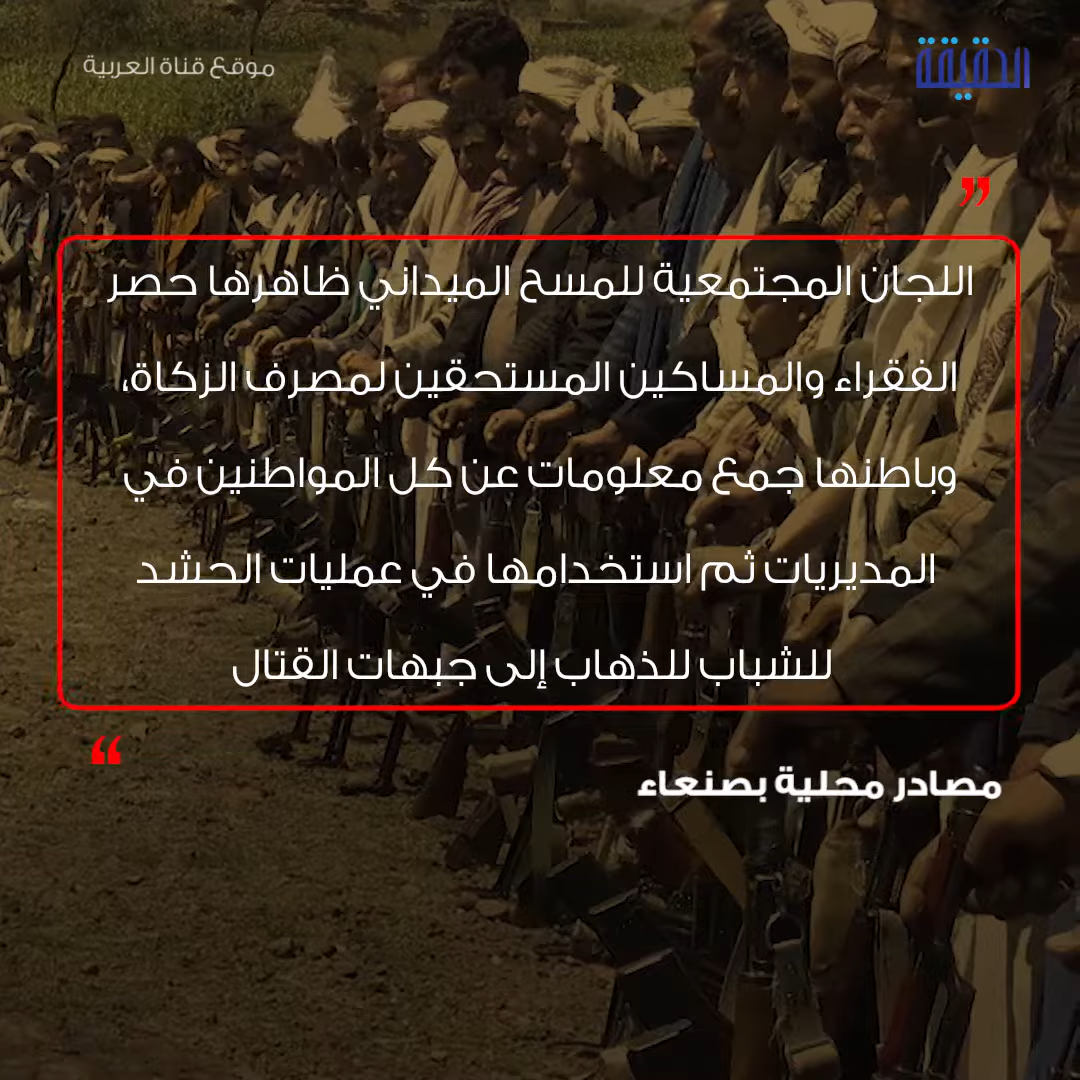 موقع قناة العربية
الحقيقة
”
اللجان المجتمعية للمسح الميداني ظاهرها حصر
الفقراء والمساكين المستحقين لمصرف الزكاة،
وباطنها جمع معلومات عن كل المواطنين في
المديريات ثم استخدامها في عمليات الحشد
للشباب للذهاب إلى جبهات القتال
“
مصادر محلية بصنعاء